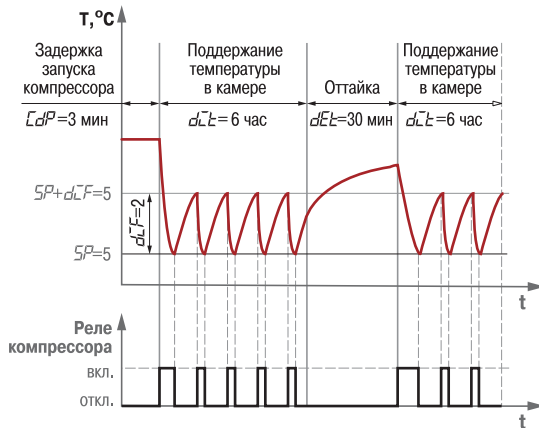 T,°C
Задержка
запуска
компрессора
CdP=3 мин
Поддержание
температуры
в камере
dCt=6 час
Оттайка
dEt=30 мин
Поддержание
температуры
в камере
dCt=6 час
SP+dCF=5
dCF=2
SP=5
t
Реле
компрессора
вкл.
откл.
t